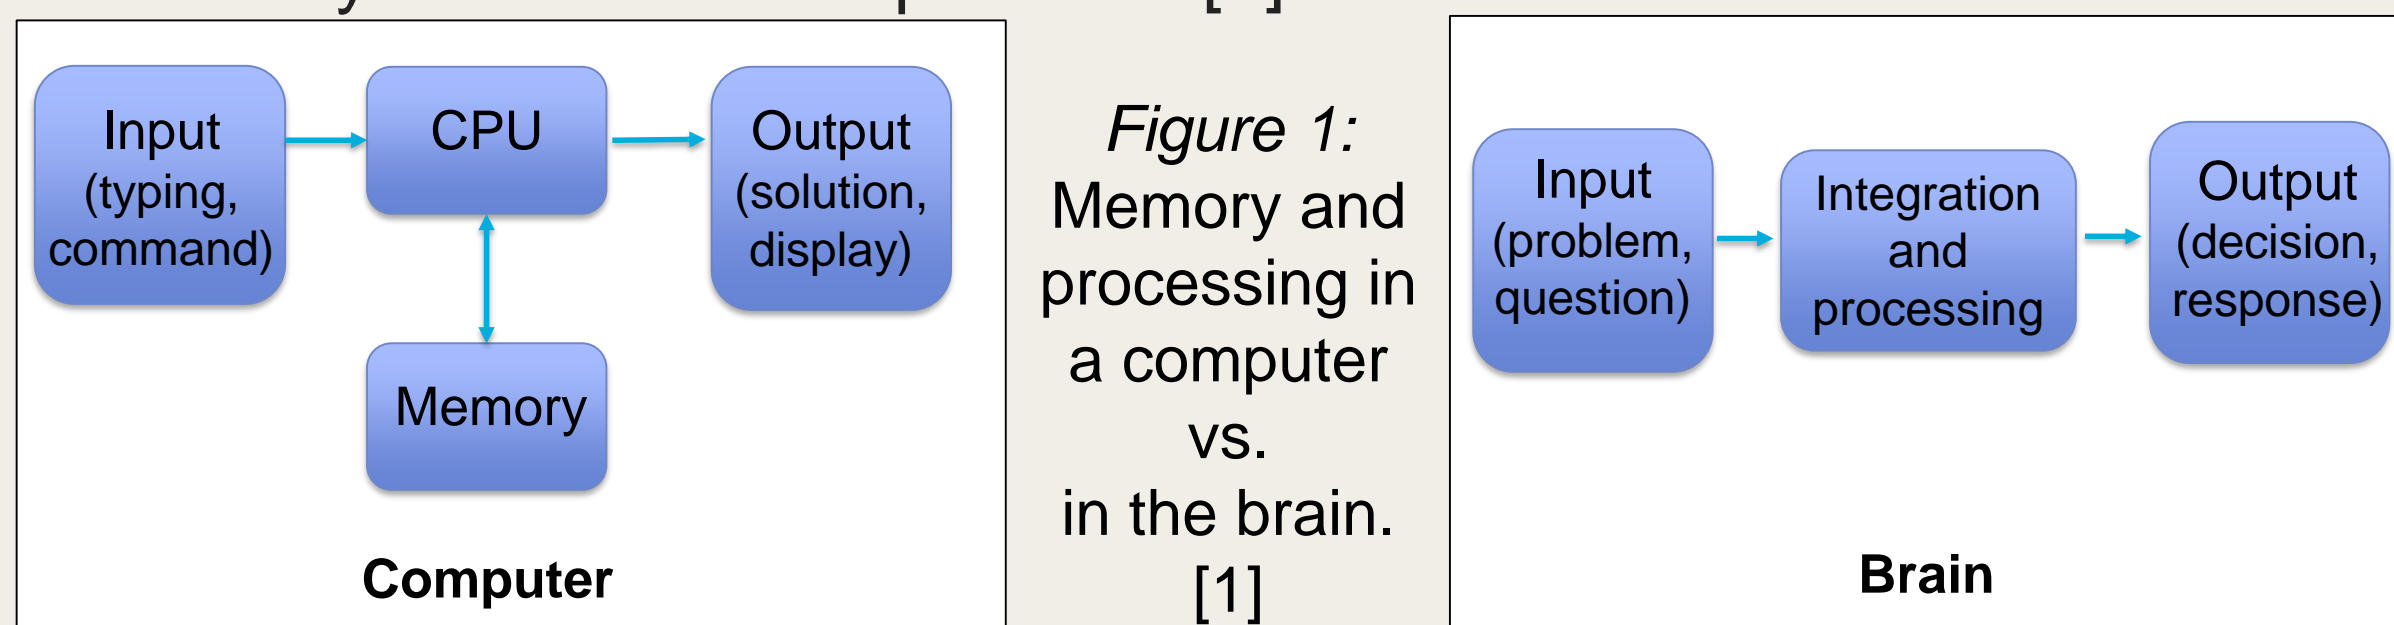 Input
(typing,
command)
CPU
Output
(solution,
display)
Memory
Computer
Figure 1:
Memory and
processing in
a computer
vs.
in the brain.
[1]
Input
(problem,
question)
Integration
and
processing
Output
(decision,
response)
Brain